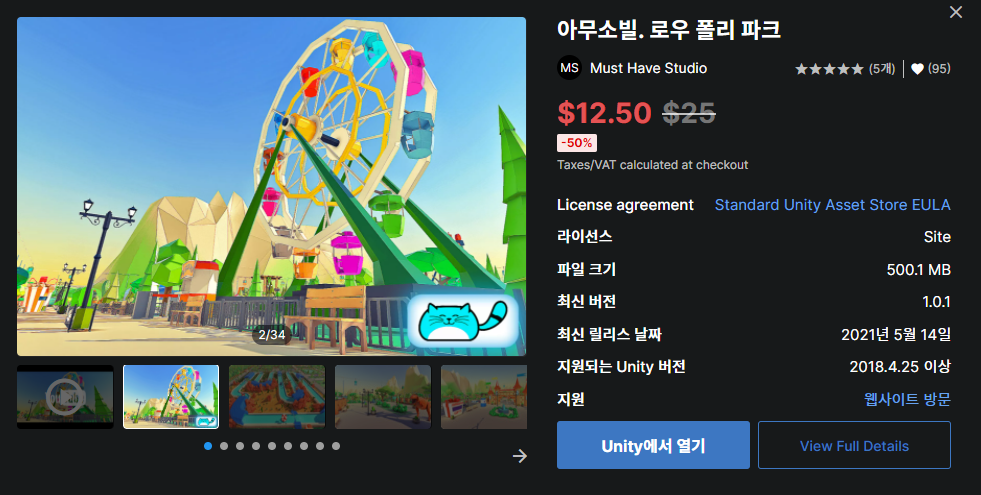 아무소빌. 로우 폴리 파크
MS Must Have Studio
★★★★★ (5개) | ♥ (95)
$12.50 $25
-50%
Taxes/VAT calculated at checkout
License agreement Standard Unity Asset Store EULA
라이선스 Site
파일 크기 500.1 MB
최신 버전 1.0.1
최신 릴리스 날짜 2021년 5월 14일
지원되는 Unity 버전 2018.4.25 이상
지원 웹사이트 방문
Unity에서 열기 View Full Details
2/34